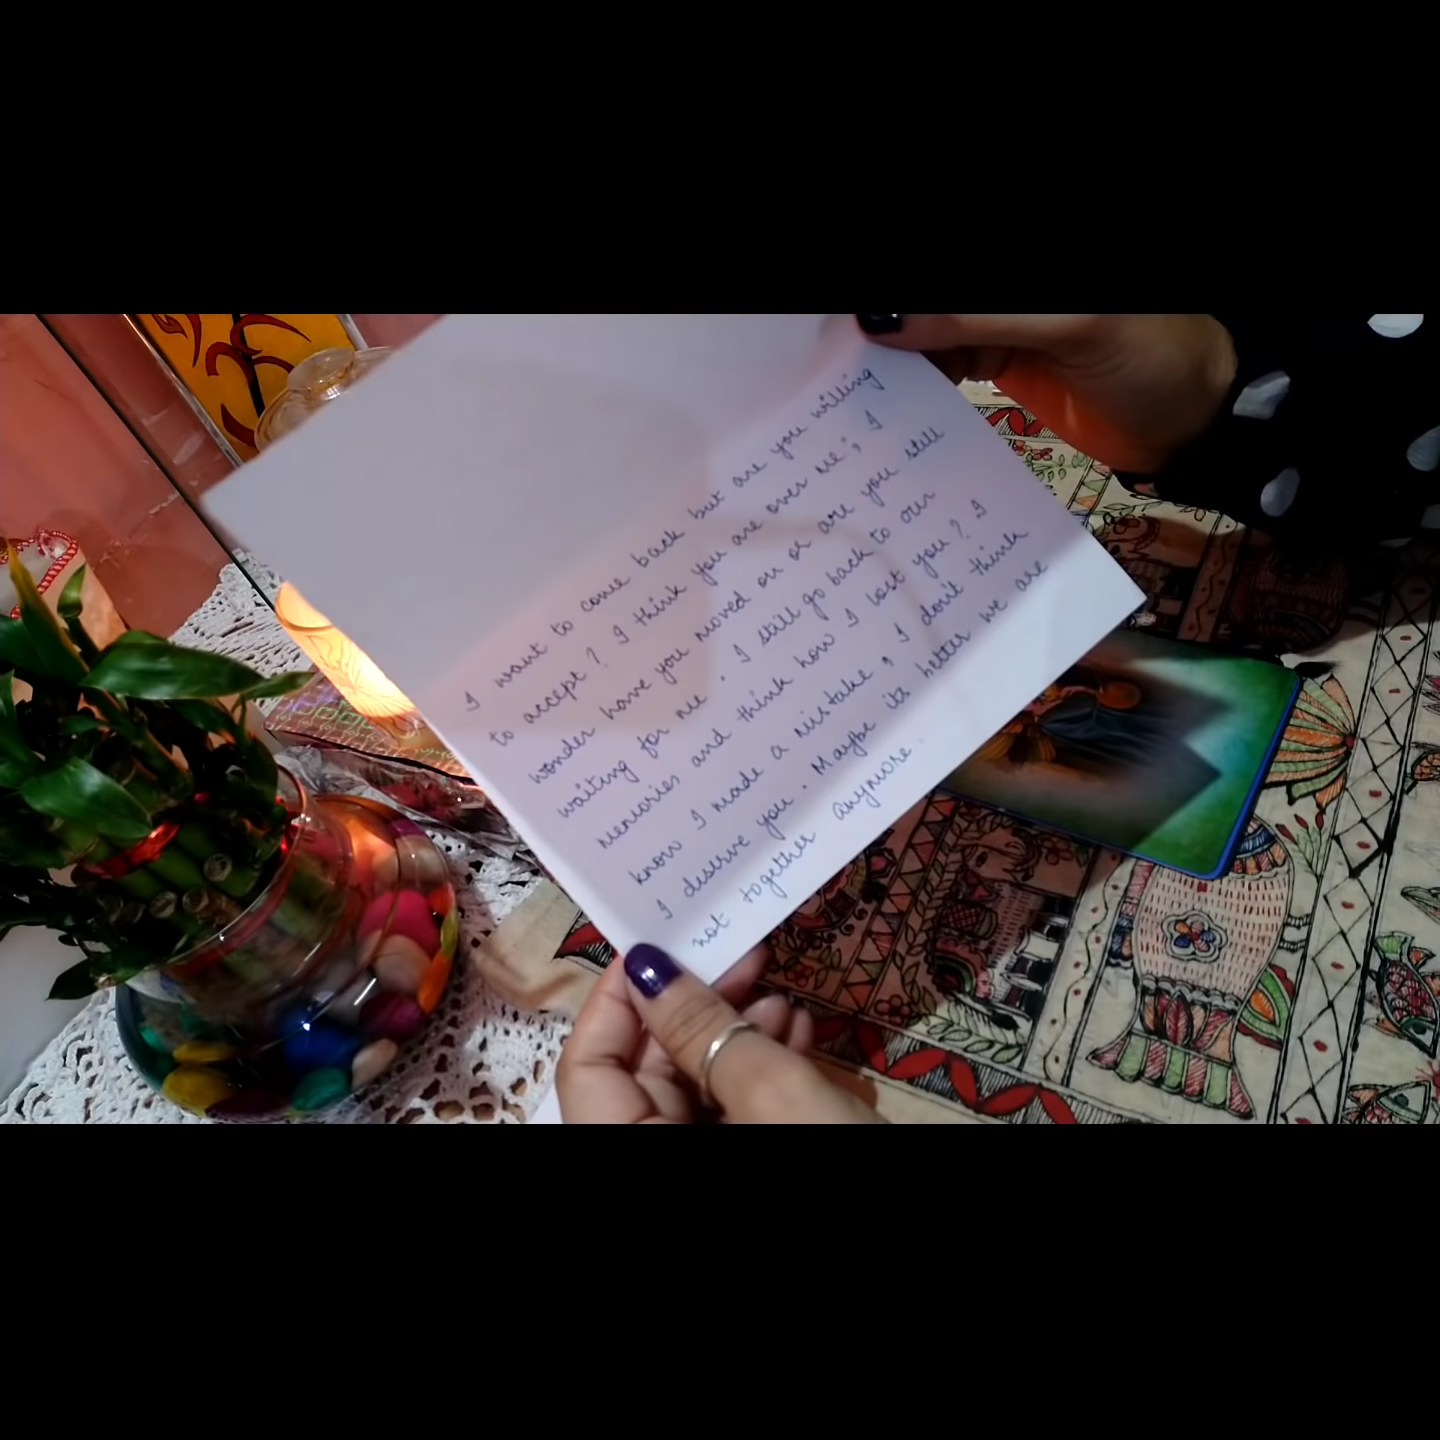 I want to come back but are you willing
to accept? I think you are over me; I
wonder have you moved on or are you still
waiting for me. I still go back to our
memories and think how I lost you? I
know I made a mistake, I don't think
I deserve you. Maybe its better we are
not together anymore.